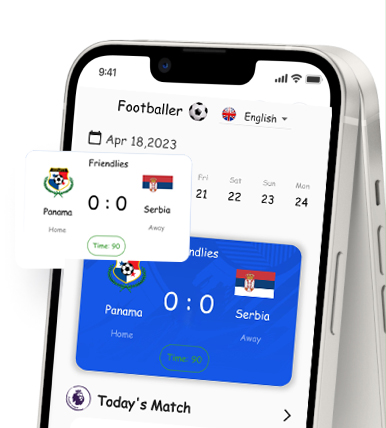 9:41
Footballer
English
Apr 18,2023
Fri Sat Sun Mon
21 22 23 24
Friendlies
0 : 0
Panama Serbia
Home Away
Time: 90
ndlies
0 : 0
Panama Serbia
Home Away
Time: 90
Today's Match